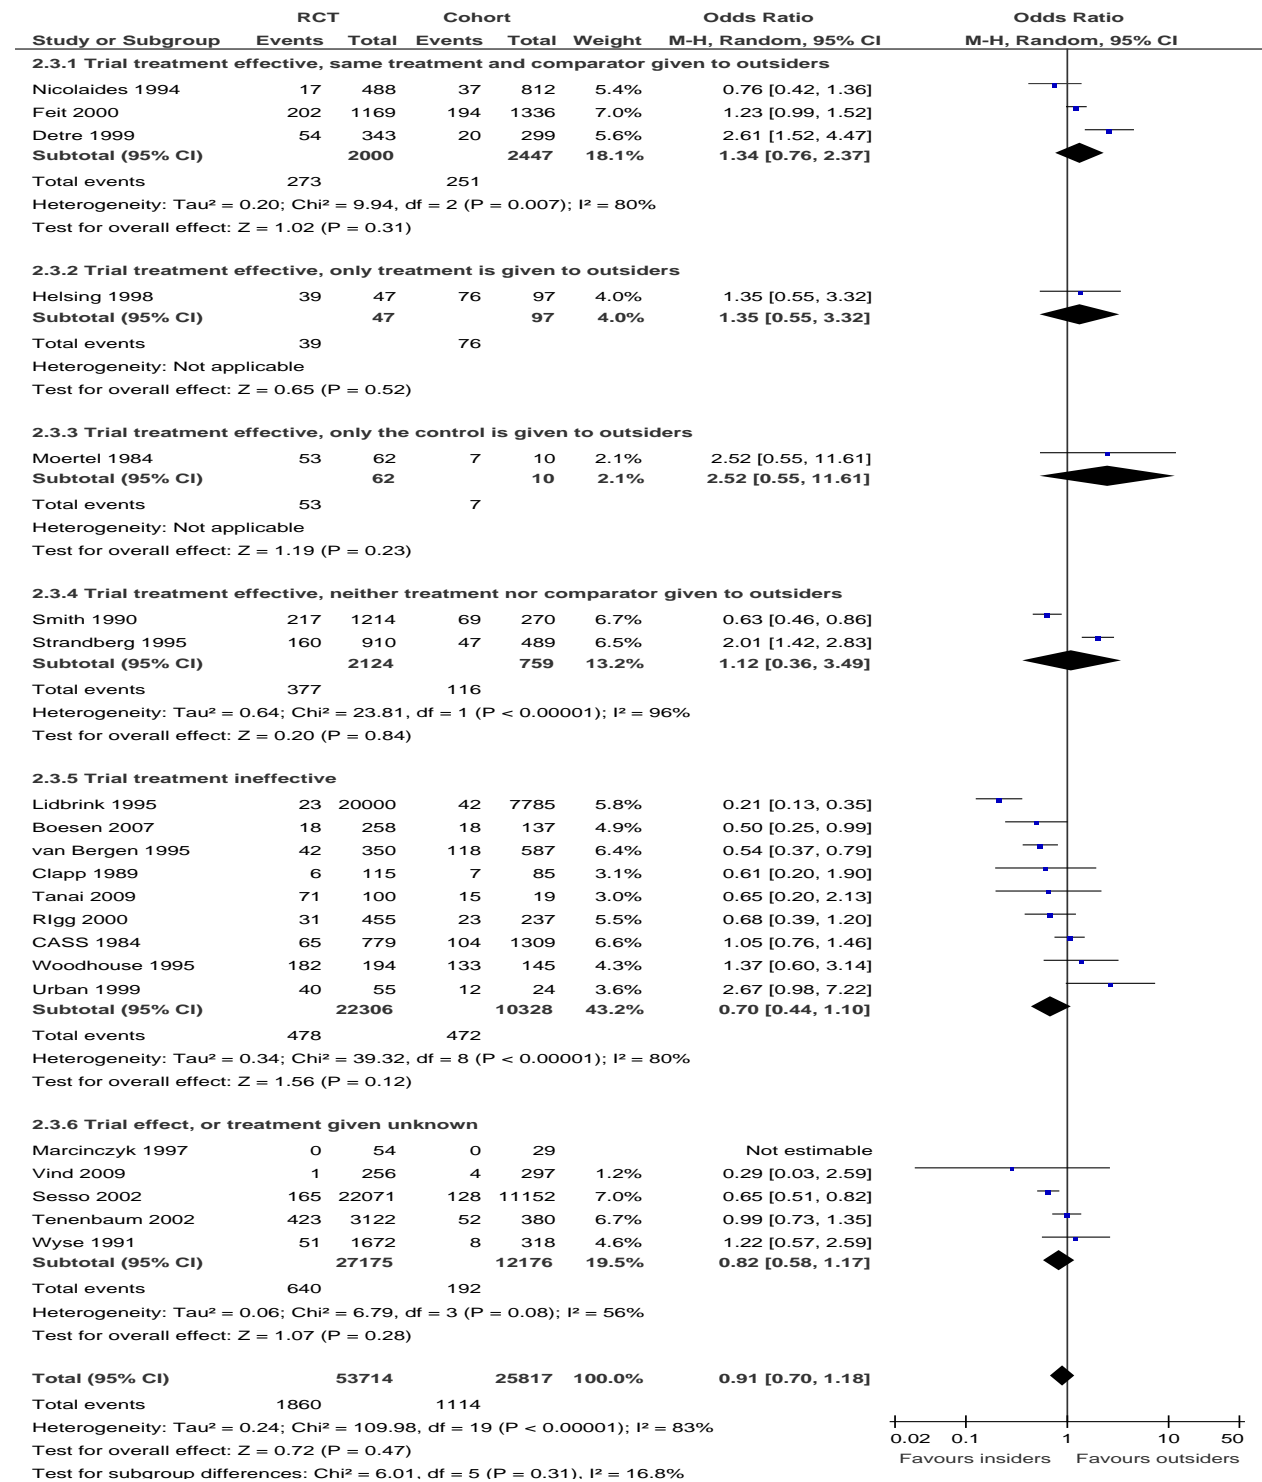 RCT Cohort Odds Ratio Odds Ratio
Study or Subgroup Events Total Events Total Weight M-H, Random, 95% CI M-H, Random, 95% CI
2.3.1 Trial treatment effective, same treatment and comparator given to outsiders
Nicolaides 1994 17 488 37 812 5.4% 0.76 [0.42, 1.36]
Feit 2000 202 1169 194 1336 7.0% 1.23 [0.99, 1.52]
Detre 1999 54 343 20 299 5.6% 2.61 [1.52, 4.47]
Subtotal (95% CI) 2000 2447 18.1% 1.34 [0.76, 2.37]
Total events 273 251
Heterogeneity: Tau² = 0.20; Chi² = 9.94, df = 2 (P = 0.007); I² = 80%
Test for overall effect: Z = 1.02 (P = 0.31)
2.3.2 Trial treatment effective, only treatment is given to outsiders
Helsing 1998 39 47 76 97 4.0% 1.35 [0.55, 3.32]
Subtotal (95% CI) 47 97 4.0% 1.35 [0.55, 3.32]
Total events 39 76
Heterogeneity: Not applicable
Test for overall effect: Z = 0.65 (P = 0.52)
2.3.3 Trial treatment effective, only the control is given to outsiders
Moertel 1984 53 62 7 10 2.1% 2.52 [0.55, 11.61]
Subtotal (95% CI) 62 10 2.1% 2.52 [0.55, 11.61]
Total events 53 7
Heterogeneity: Not applicable
Test for overall effect: Z = 1.19 (P = 0.23)
2.3.4 Trial treatment effective, neither treatment nor comparator given to outsiders
Smith 1990 217 1214 69 270 6.7% 0.63 [0.46, 0.86]
Strandberg 1995 160 910 47 489 6.5% 2.01 [1.42, 2.83]
Subtotal (95% CI) 2124 759 13.2% 1.12 [0.36, 3.49]
Total events 377 116
Heterogeneity: Tau² = 0.64; Chi² = 23.81, df = 1 (P < 0.00001); I² = 96%
Test for overall effect: Z = 0.20 (P = 0.84)
2.3.5 Trial treatment ineffective
Lidbrink 1995 23 20000 42 7785 5.8% 0.21 [0.13, 0.35]
Boesen 2007 18 258 18 137 4.9% 0.50 [0.25, 0.99]
van Bergen 1995 42 350 118 587 6.4% 0.54 [0.37, 0.79]
Clapp 1989 6 115 7 85 3.1% 0.61 [0.20, 1.90]
Tanai 2009 71 100 15 19 3.0% 0.65 [0.20, 2.13]
RIgg 2000 31 455 23 237 5.5% 0.68 [0.39, 1.20]
CASS 1984 65 779 104 1309 6.6% 1.05 [0.76, 1.46]
Woodhouse 1995 182 194 133 145 4.3% 1.37 [0.60, 3.14]
Urban 1999 40 55 12 24 3.6% 2.67 [0.98, 7.22]
Subtotal (95% CI) 22306 10328 43.2% 0.70 [0.44, 1.10]
Total events 478 472
Heterogeneity: Tau² = 0.34; Chi² = 39.32, df = 8 (P < 0.00001); I² = 80%
Test for overall effect: Z = 1.56 (P = 0.12)
2.3.6 Trial effect, or treatment given unknown
Marcinczyk 1997 0 54 0 29 Not estimable
Vind 2009 1 256 4 297 1.2% 0.29 [0.03, 2.59]
Sesso 2002 165 22071 128 11152 7.0% 0.65 [0.51, 0.82]
Tenenbaum 2002 423 3122 52 380 6.7% 0.99 [0.73, 1.35]
Wyse 1991 51 1672 8 318 4.6% 1.22 [0.57, 2.59]
Subtotal (95% CI) 27175 12176 19.5% 0.82 [0.58, 1.17]
Total events 640 192
Heterogeneity: Tau² = 0.06; Chi² = 6.79, df = 3 (P = 0.08); I² = 56%
Test for overall effect: Z = 1.07 (P = 0.28)
Total (95% CI) 53714 25817 100.0% 0.91 [0.70, 1.18]
Total events 1860 1114
Heterogeneity: Tau² = 0.24; Chi² = 109.98, df = 19 (P < 0.00001); I² = 83%
Test for overall effect: Z = 0.72 (P = 0.47)
Test for subgroup differences: Chi² = 6.01, df = 5 (P = 0.31), I² = 16.8%
0.02 0.1 1 10 50
Favours insiders Favours outsiders